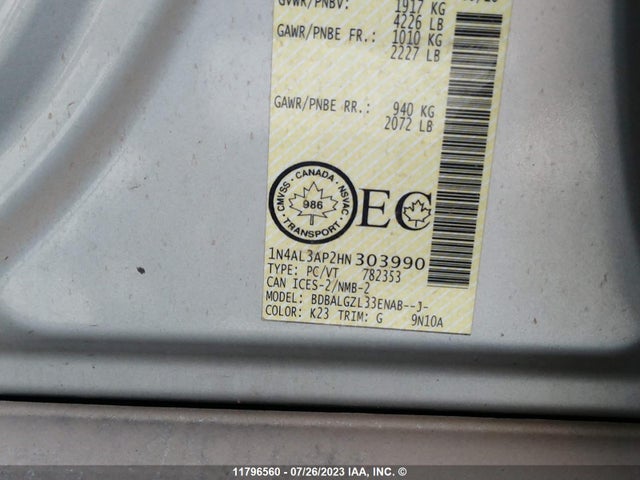 GVWR/PNBV: 1917 KG
4226 LB
GAWR/PNBE FR.: 1010 KG
2227 LB
GAWR/PNBE RR.: 940 KG
2072 LB
CMVSS · CANADA · NSVAC
986
TRANSPORT
EC
1N4AL3AP2HN303990
TYPE: PC/VT 782353
CAN ICES-2/NMB-2
MODEL: BDBALGZL33ENAB--J-
COLOR: K23 TRIM: G 9N10A
11796560 - 07/26/2023 IAA, INC. ©